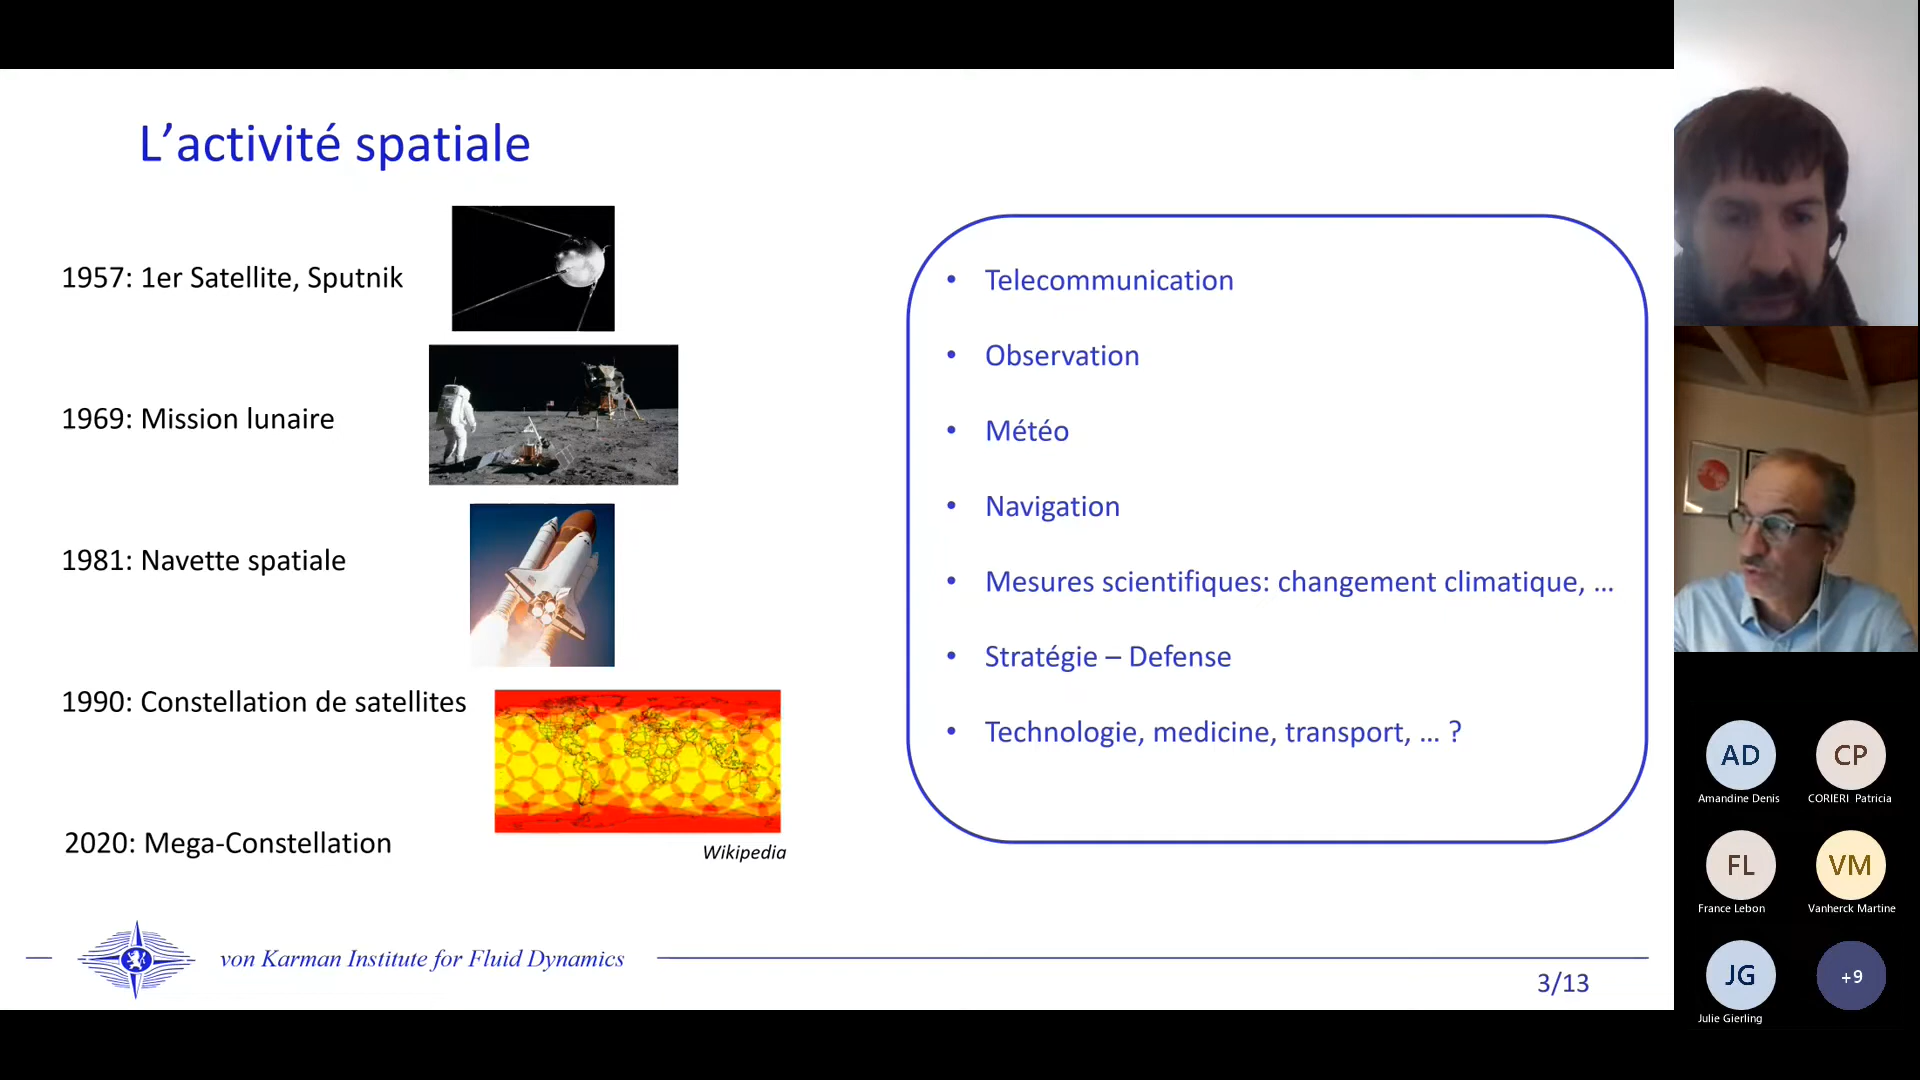 L’activité spatiale
1957: 1er Satellite, Sputnik
1969: Mission lunaire
1981: Navette spatiale
1990: Constellation de satellites
2020: Mega-Constellation
Wikipedia
• Telecommunication
• Observation
• Météo
• Navigation
• Mesures scientifiques: changement climatique, ...
• Stratégie – Defense
• Technologie, medicine, transport, ... ?
von Karman Institute for Fluid Dynamics
3/13
AD
Amandine Denis
CP
CORIERI Patricia
FL
France Lebon
VM
Vanherck Martine
JG
Julie Gierling
+9